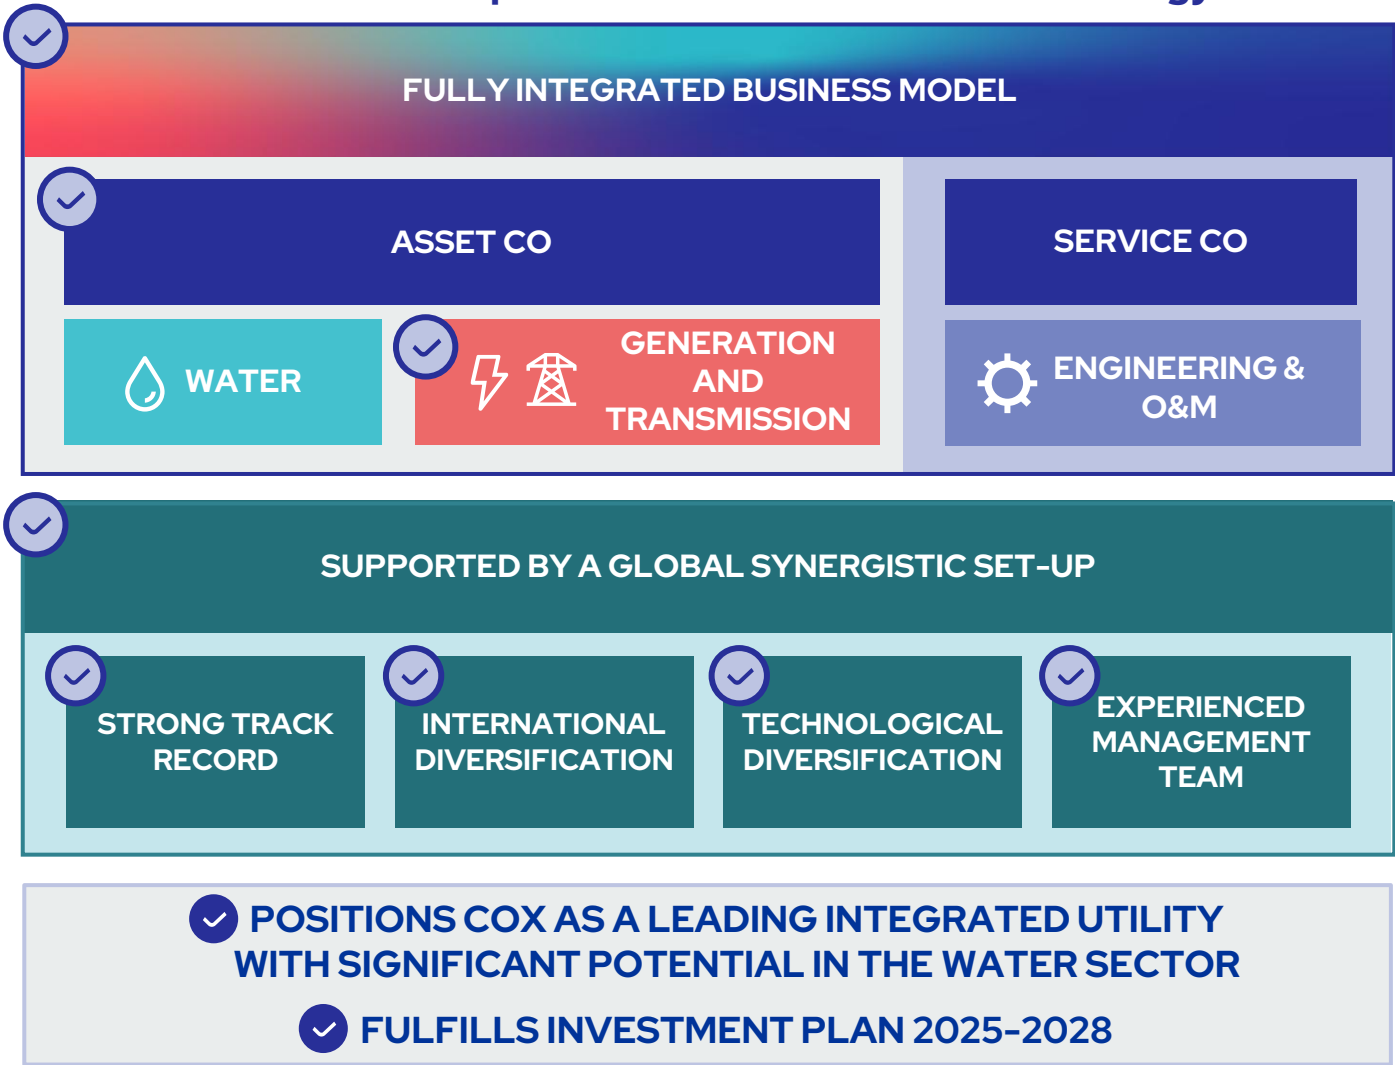 FULLY INTEGRATED BUSINESS MODEL
ASSET CO
SERVICE CO
WATER
GENERATION
AND
TRANSMISSION
ENGINEERING &
O&M
SUPPORTED BY A GLOBAL SYNERGISTIC SET-UP
STRONG TRACK
RECORD
INTERNATIONAL
DIVERSIFICATION
TECHNOLOGICAL
DIVERSIFICATION
EXPERIENCED
MANAGEMENT
TEAM
POSITIONS COX AS A LEADING INTEGRATED UTILITY
WITH SIGNIFICANT POTENTIAL IN THE WATER SECTOR
FULFILLS INVESTMENT PLAN 2025-2028